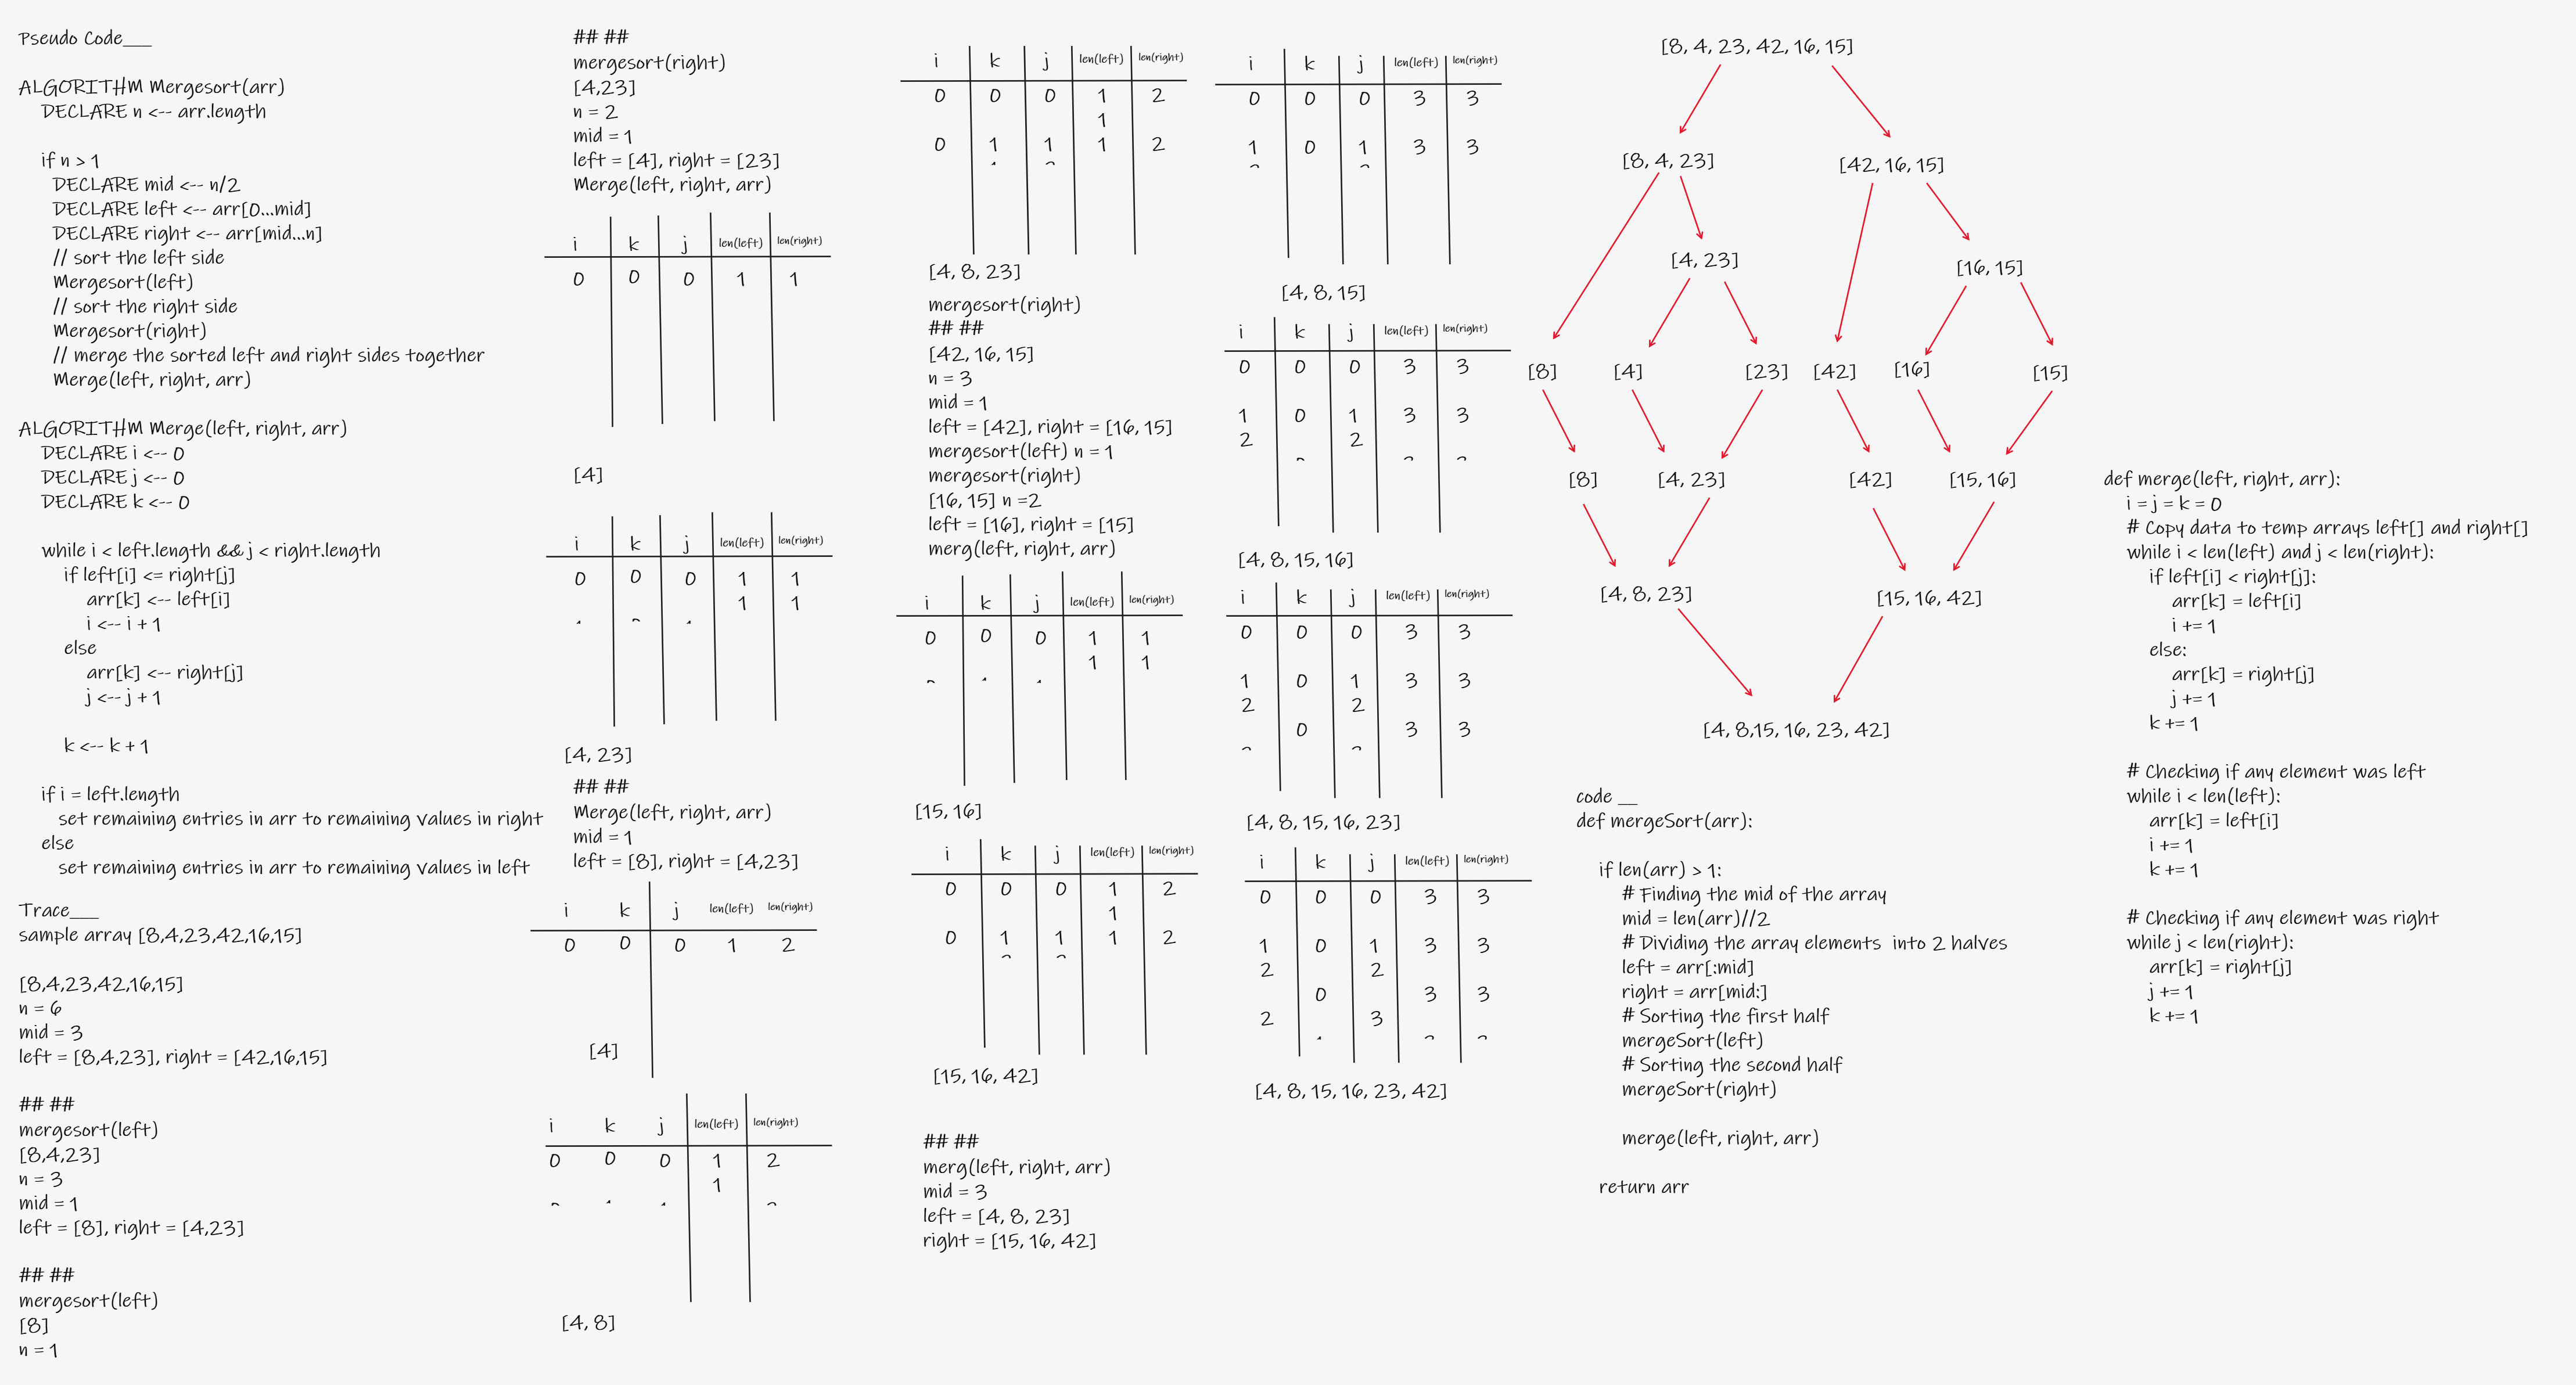 Pseudo Code___
ALGORITHM Mergesort(arr)
DECLARE n <-- arr.length
if n > 1
DECLARE mid <-- n/2
DECLARE left <-- arr[0...mid]
DECLARE right <-- arr[mid...n]
// sort the left side
Mergesort(left)
// sort the right side
Mergesort(right)
// merge the sorted left and right sides together
Merge(left, right, arr)
ALGORITHM Merge(left, right, arr)
DECLARE i <-- 0
DECLARE j <-- 0
DECLARE k <-- 0
while i < left.length && j < right.length
if left[i] <= right[j]
arr[k] <-- left[i]
i <-- i + 1
else
arr[k] <-- right[j]
j <-- j + 1
k <-- k + 1
if i = left.length
set remaining entries in arr to remaining values in right
else
set remaining entries in arr to remaining values in left
Trace___
sample array [8,4,23,42,16,15]
[8,4,23,42,16,15]
n = 6
mid = 3
left = [8,4,23], right = [42,16,15]
## ##
mergesort(left)
[8,4,23]
n = 3
mid = 1
left = [8], right = [4,23]
## ##
mergesort(left)
[8]
n = 1
## ##
mergesort(right)
[4,23]
n = 2
mid = 1
left = [4], right = [23]
Merge(left, right, arr)
i k j len(left) len(right)
0 0 0 1 1
[4]
i k j len(left) len(right)
0 0 0 1 1
1 1
[4, 23]
## ##
Merge(left, right, arr)
mid = 1
left = [8], right = [4,23]
i k j len(left) len(right)
0 0 0 1 2
[4]
i k j len(left) len(right)
0 0 0 1 2
1
[4, 8]
i k j len(left) len(right)
0 0 0 1 2
1
0 1 1 1 2
[4, 8, 23]
mergesort(right)
## ##
[42, 16, 15]
n = 3
mid = 1
left = [42], right = [16, 15]
mergesort(left) n = 1
mergesort(right)
[16, 15] n =2
left = [16], right = [15]
merg(left, right, arr)
i k j len(left) len(right)
0 0 0 1 1
1 1
[15, 16]
i k j len(left) len(right)
0 0 0 1 2
1
0 1 1 1 2
[15, 16, 42]
## ##
merg(left, right, arr)
mid = 3
left = [4, 8, 23]
right = [15, 16, 42]
i k j len(left) len(right)
0 0 0 3 3
1 0 1 3 3
[4, 8, 15]
i k j len(left) len(right)
0 0 0 3 3
1 0 1 3 3
2 2
[4, 8, 15, 16]
i k j len(left) len(right)
0 0 0 3 3
1 0 1 3 3
2 2
0 3 3
[4, 8, 15, 16, 23]
i k j len(left) len(right)
0 0 0 3 3
1 0 1 3 3
2 2
0 3 3
2 3
[4, 8, 15, 16, 23, 42]
[8, 4, 23, 42, 16, 15]
[8, 4, 23] [42, 16, 15]
[4, 23] [16, 15]
[8] [4] [23] [42] [16] [15]
[8] [4, 23] [42] [15, 16]
[4, 8, 23] [15, 16, 42]
[4, 8,15, 16, 23, 42]
code __
def mergeSort(arr):
if len(arr) > 1:
# Finding the mid of the array
mid = len(arr)//2
# Dividing the array elements into 2 halves
left = arr[:mid]
right = arr[mid:]
# Sorting the first half
mergeSort(left)
# Sorting the second half
mergeSort(right)
merge(left, right, arr)
return arr
def merge(left, right, arr):
i = j = k = 0
# Copy data to temp arrays left[] and right[]
while i < len(left) and j < len(right):
if left[i] < right[j]:
arr[k] = left[i]
i += 1
else:
arr[k] = right[j]
j += 1
k += 1
# Checking if any element was left
while i < len(left):
arr[k] = left[i]
i += 1
k += 1
# Checking if any element was right
while j < len(right):
arr[k] = right[j]
j += 1
k += 1